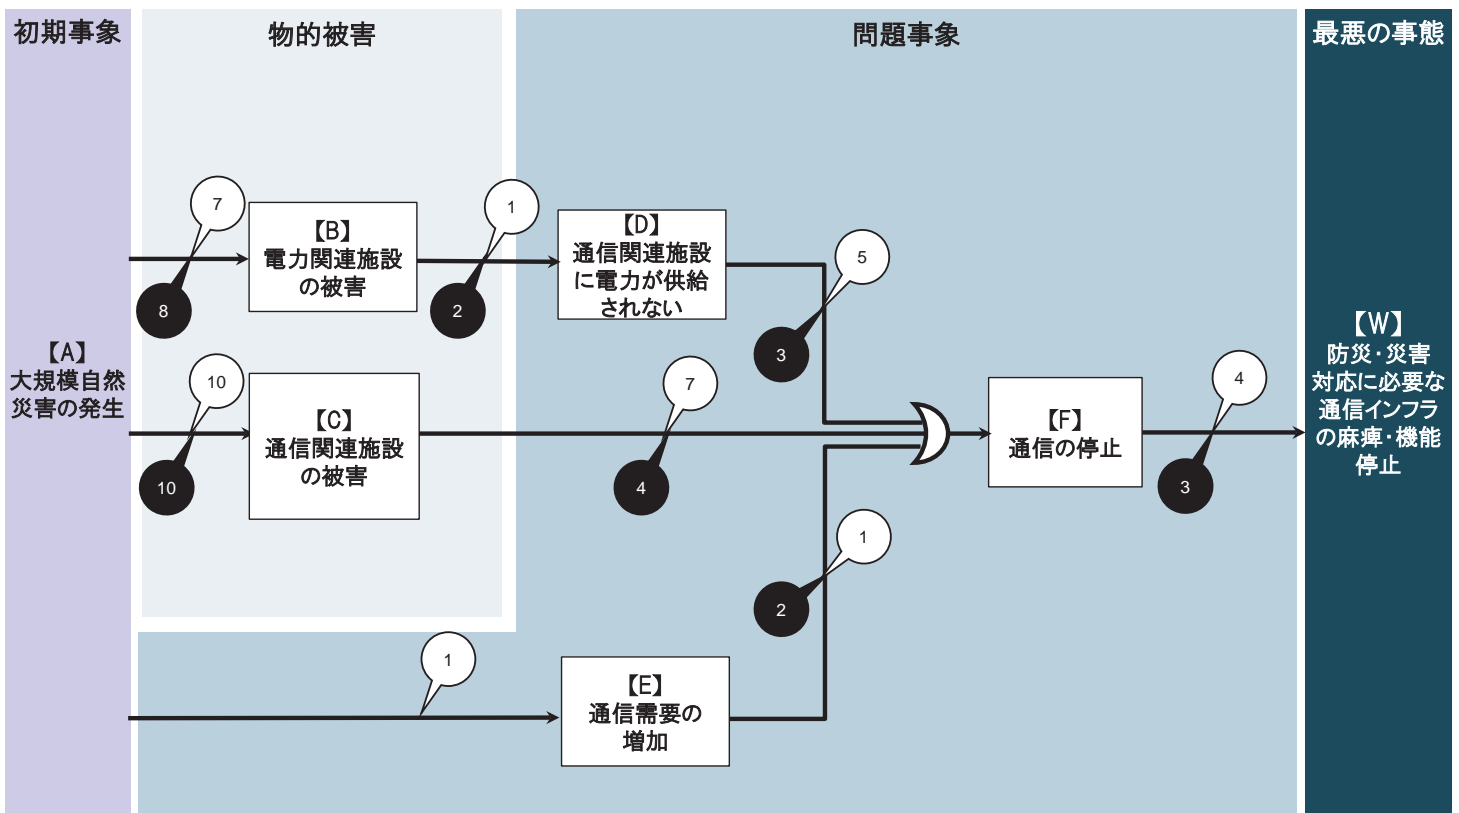 初期事象
物的被害
問題事象
最悪の事態
7
【B】
電力関連施設
の被害
8
1
2
【D】
通信関連施設
に電力が供給
されない
5
3
【A】
大規模自然
災害の発生
10
【C】
通信関連施設
の被害
10
7
4
【F】
通信の停止
4
3
【W】
防災・災害
対応に必要な
通信インフラ
の麻痺・機能
停止
1
2
1
【E】
通信需要の
増加